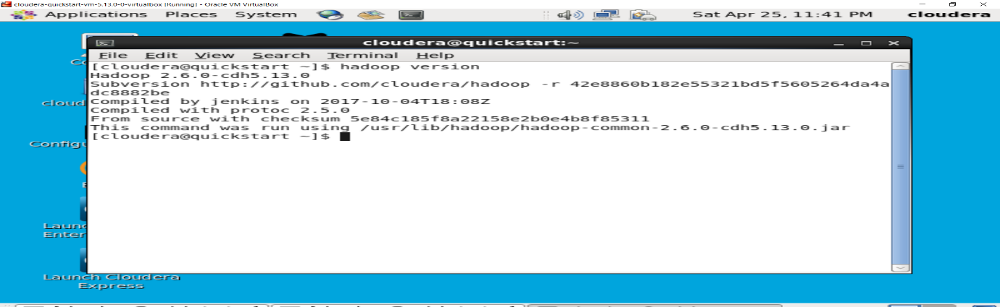 cloudera-quickstart-vm-5.13.0-0-virtualbox [Running] - Oracle VM VirtualBox
Applications Places System Sat Apr 25, 11:41 PM cloudera
cloudera@quickstart:~
File Edit View Search Terminal Help
[cloudera@quickstart ~]$ hadoop version
Hadoop 2.6.0-cdh5.13.0
Subversion http://github.com/cloudera/hadoop -r 42e8860b182e55321bd5f5605264da4a
dc8882be
Compiled by jenkins on 2017-10-04T18:08Z
Compiled with protoc 2.5.0
From source with checksum 5e84c185f8a22158e2b0e4b8f85311
This command was run using /usr/lib/hadoop/hadoop-common-2.6.0-cdh5.13.0.jar
[cloudera@quickstart ~]$
cloud
Config
Laun
Enter
Launch Cloudera
Express